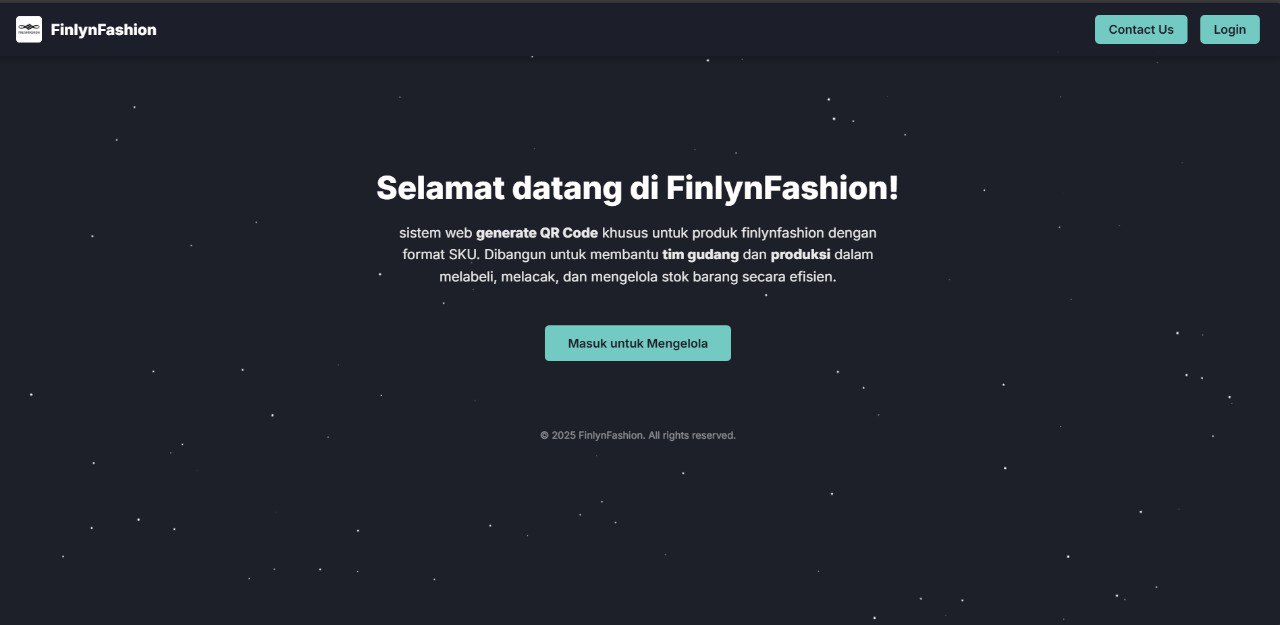 FinlynFashion
Contact Us
Login
Selamat datang di FinlynFashion!
sistem web generate QR Code khusus untuk produk finlynfashion dengan
format SKU. Dibangun untuk membantu tim gudang dan produksi dalam
melabeli, melacak, dan mengelola stok barang secara efisien.
Masuk untuk Mengelola
© 2025 FinlynFashion. All rights reserved.